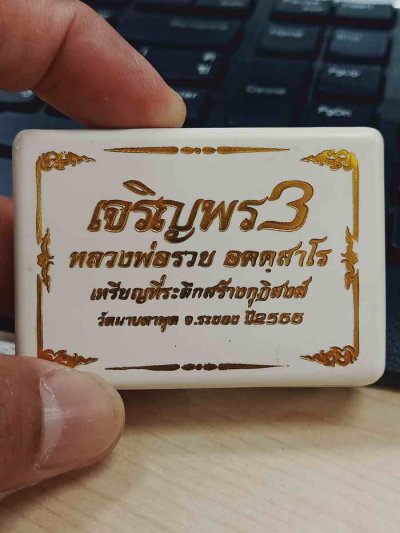 เจริญพร3
หลวงพ่อรวย อคคุสาโร
เหรียญที่ระลึกสร้างกุฏิสงฆ์
วัดมาบตาพุด จ.ระยอง ปี2565
Delete
PgDn